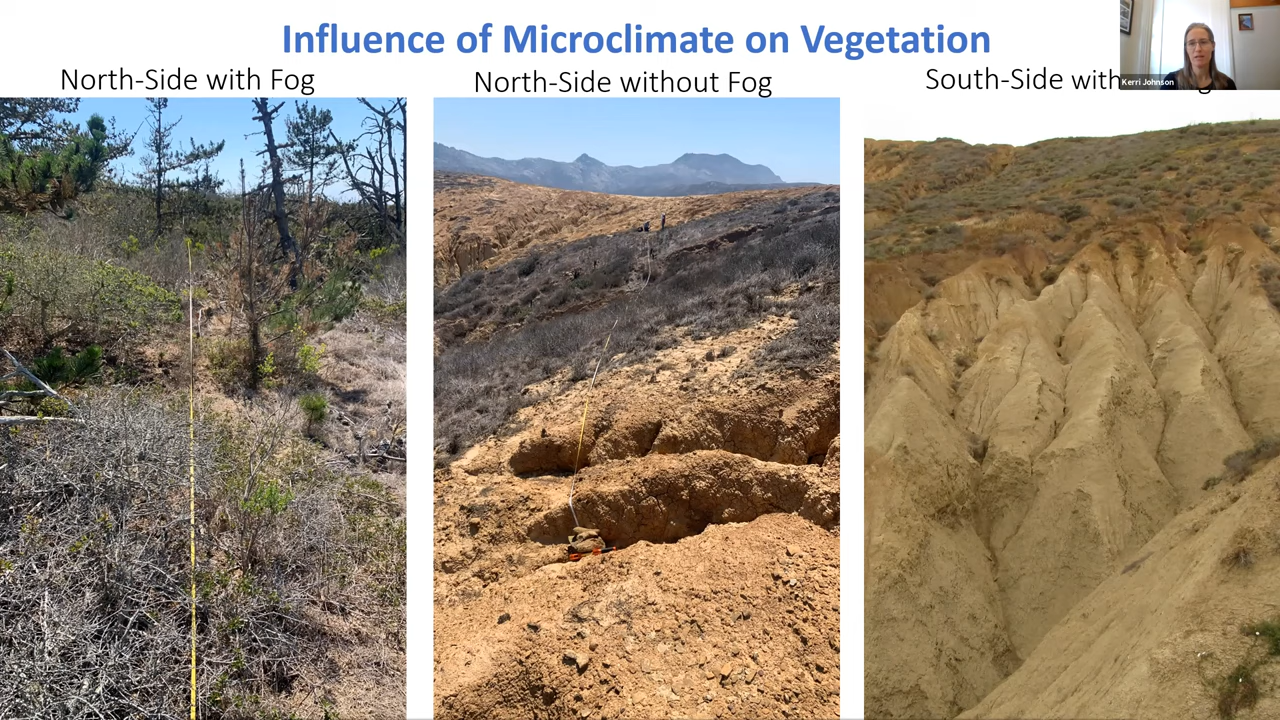 Influence of Microclimate on Vegetation
North-Side with Fog
North-Side without Fog
South-Side with
Kerri Johnson